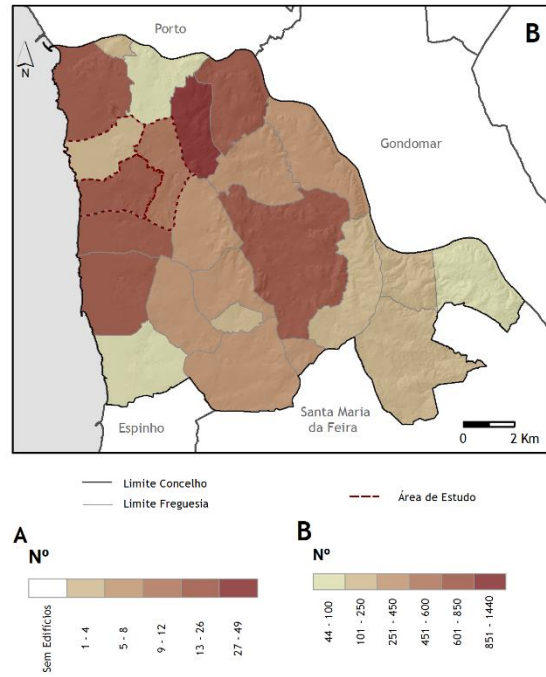 Porto
B
N
Gondomar
Santa Maria
da Feira
Espinho
0 2 Km
Limite Concelho
Limite Freguesia
Área de Estudo
A
Nº
Sem Edifícios
1 - 4
5 - 8
9 - 12
13 - 26
27 - 49
B
Nº
44 - 100
101 - 250
251 - 450
451 - 600
601 - 850
851 - 1440